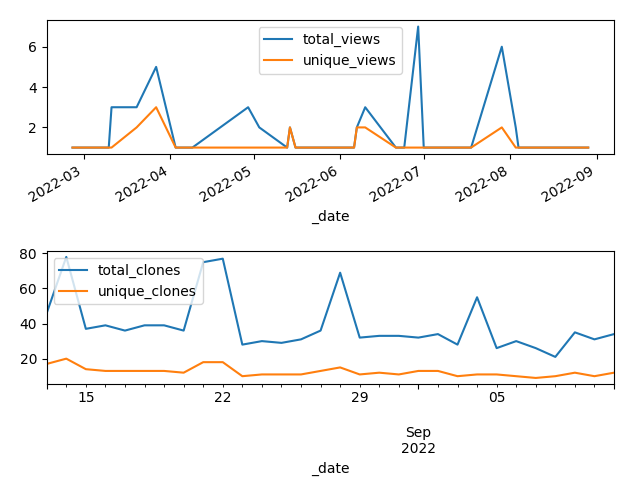 total_views
unique_views
6
4
2
2022-03
2022-04
2022-05
2022-06
2022-07
2022-08
2022-09
_date
80
60
40
20
total_clones
unique_clones
15
22
29
05
Sep
2022
_date